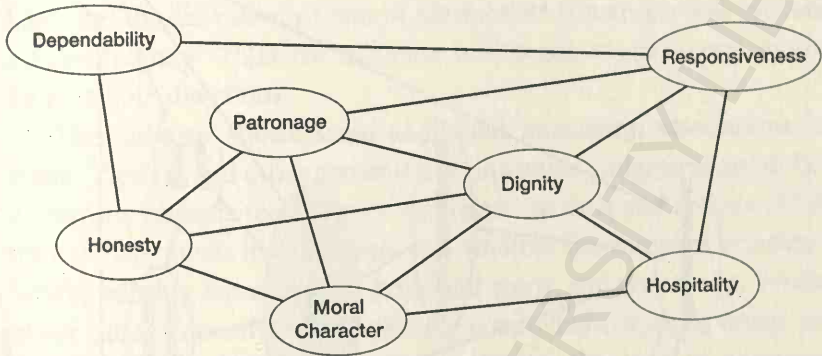 Dependability
Responsiveness
Patronage
Dignity
Honesty
Hospitality
Moral
Character